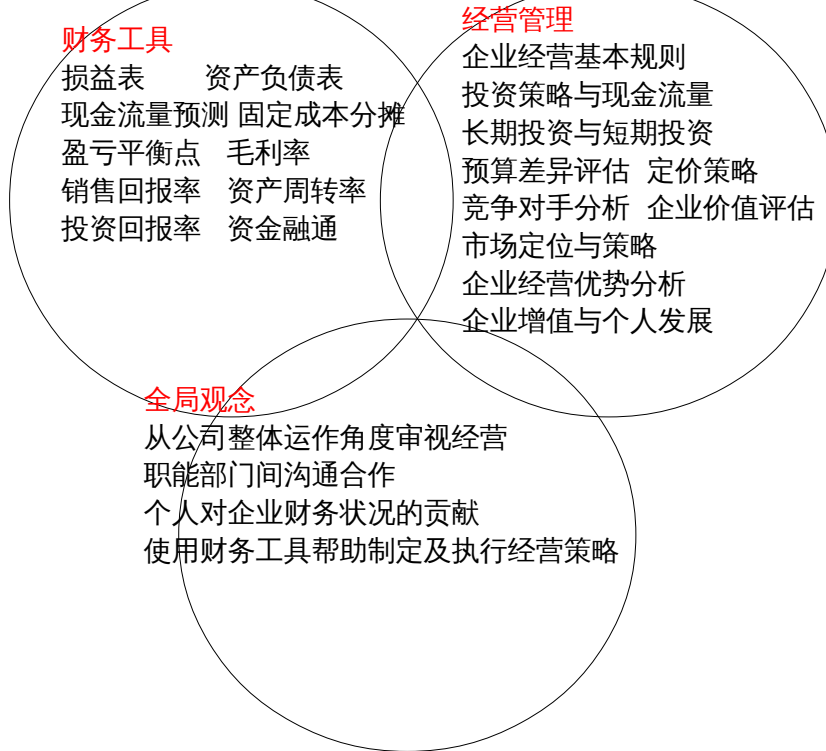 财务工具
损益表 资产负债表
现金流量预测 固定成本分摊
盈亏平衡点 毛利率
销售回报率 资产周转率
投资回报率 资金融通
经营管理
企业经营基本规则
投资策略与现金流量
长期投资与短期投资
预算差异评估 定价策略
竞争对手分析 企业价值评估
市场定位与策略
企业经营优势分析
企业增值与个人发展
全局观念
从公司整体运作角度审视经营
职能部门间沟通合作
个人对企业财务状况的贡献
使用财务工具帮助制定及执行经营策略